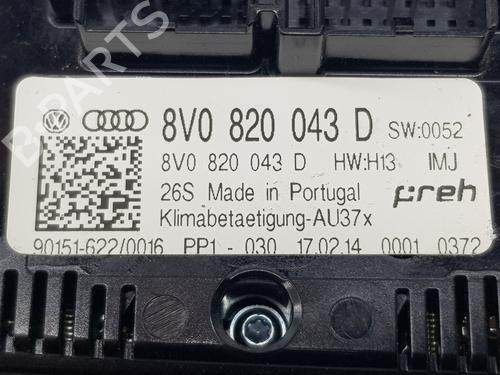 8V0 820 043 D SW:0052
8V0 820 043 D HW:H13 IMJ
26S Made in Portugal preh
Klimabetaetigung-AU37x
90151-622/0016 PP1 - 030 17.02.14 0001 0372
B-PARTS